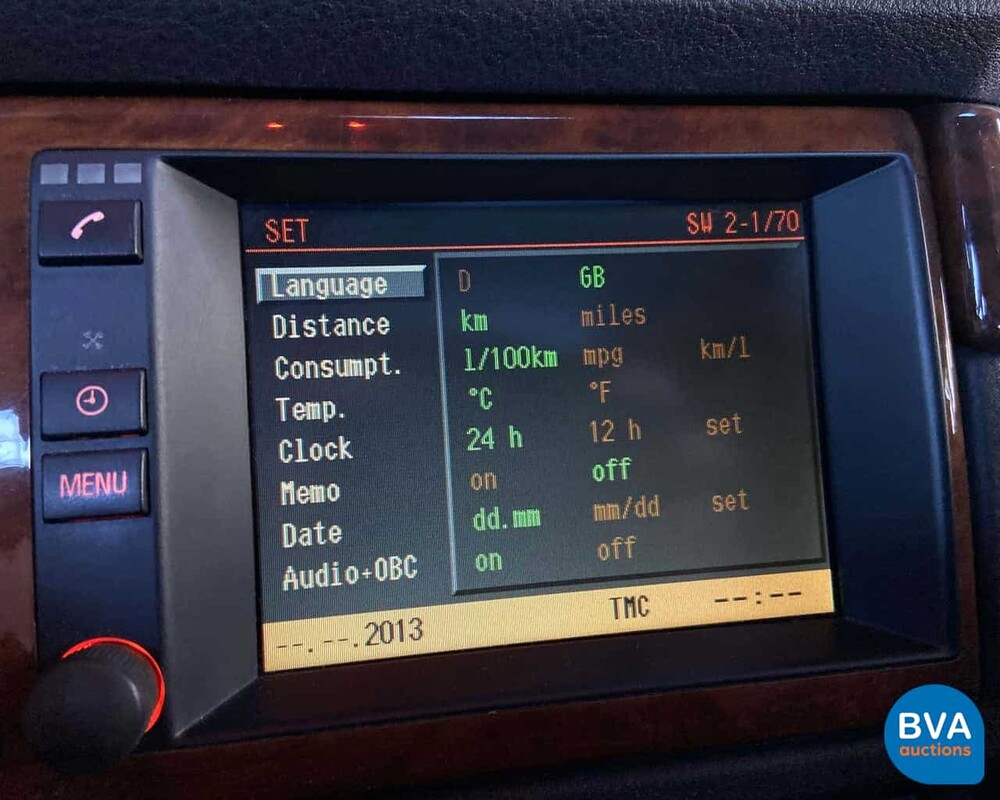 SET SW 2-1/70
Language D GB
Distance km miles
Consumpt. l/100km mpg km/l
Temp. °C °F
Clock 24 h 12 h set
Memo on off
Date dd.mm mm/dd set
Audio+OBC on off
--.--.2013 TMC --:--
MENU
BVA
auctions